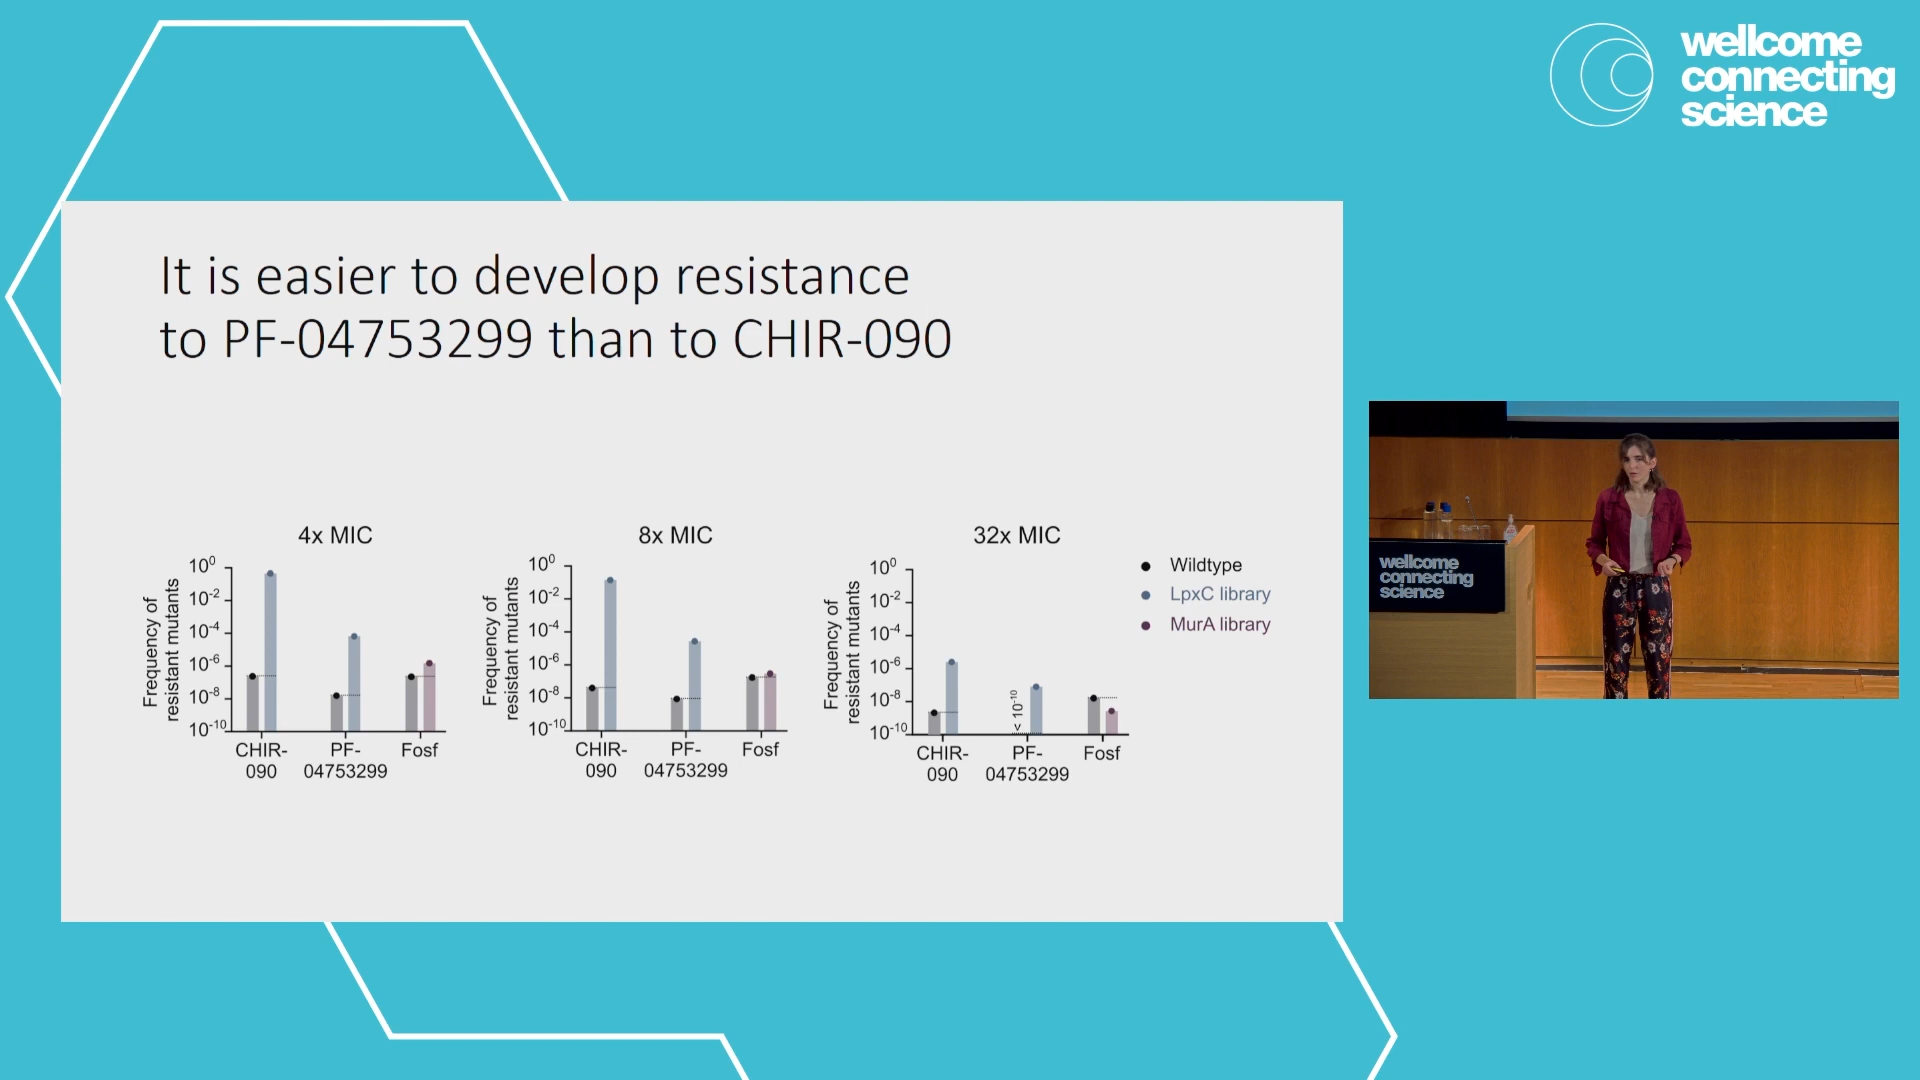 wellcome
connecting
science
It is easier to develop resistance
to PF-04753299 than to CHIR-090
4x MIC
Frequency of
resistant mutants
10⁰
10⁻²
10⁻⁴
10⁻⁶
10⁻⁸
10⁻¹⁰
CHIR-
090
PF-
04753299
Fosf
8x MIC
Frequency of
resistant mutants
10⁰
10⁻²
10⁻⁴
10⁻⁶
10⁻⁸
10⁻¹⁰
CHIR-
090
PF-
04753299
Fosf
32x MIC
Frequency of
resistant mutants
10⁰
10⁻²
10⁻⁴
10⁻⁶
10⁻⁸
10⁻¹⁰
< 10⁻¹⁰
CHIR-
090
PF-
04753299
Fosf
Wildtype
LpxC library
MurA library
wellcome
connecting
science